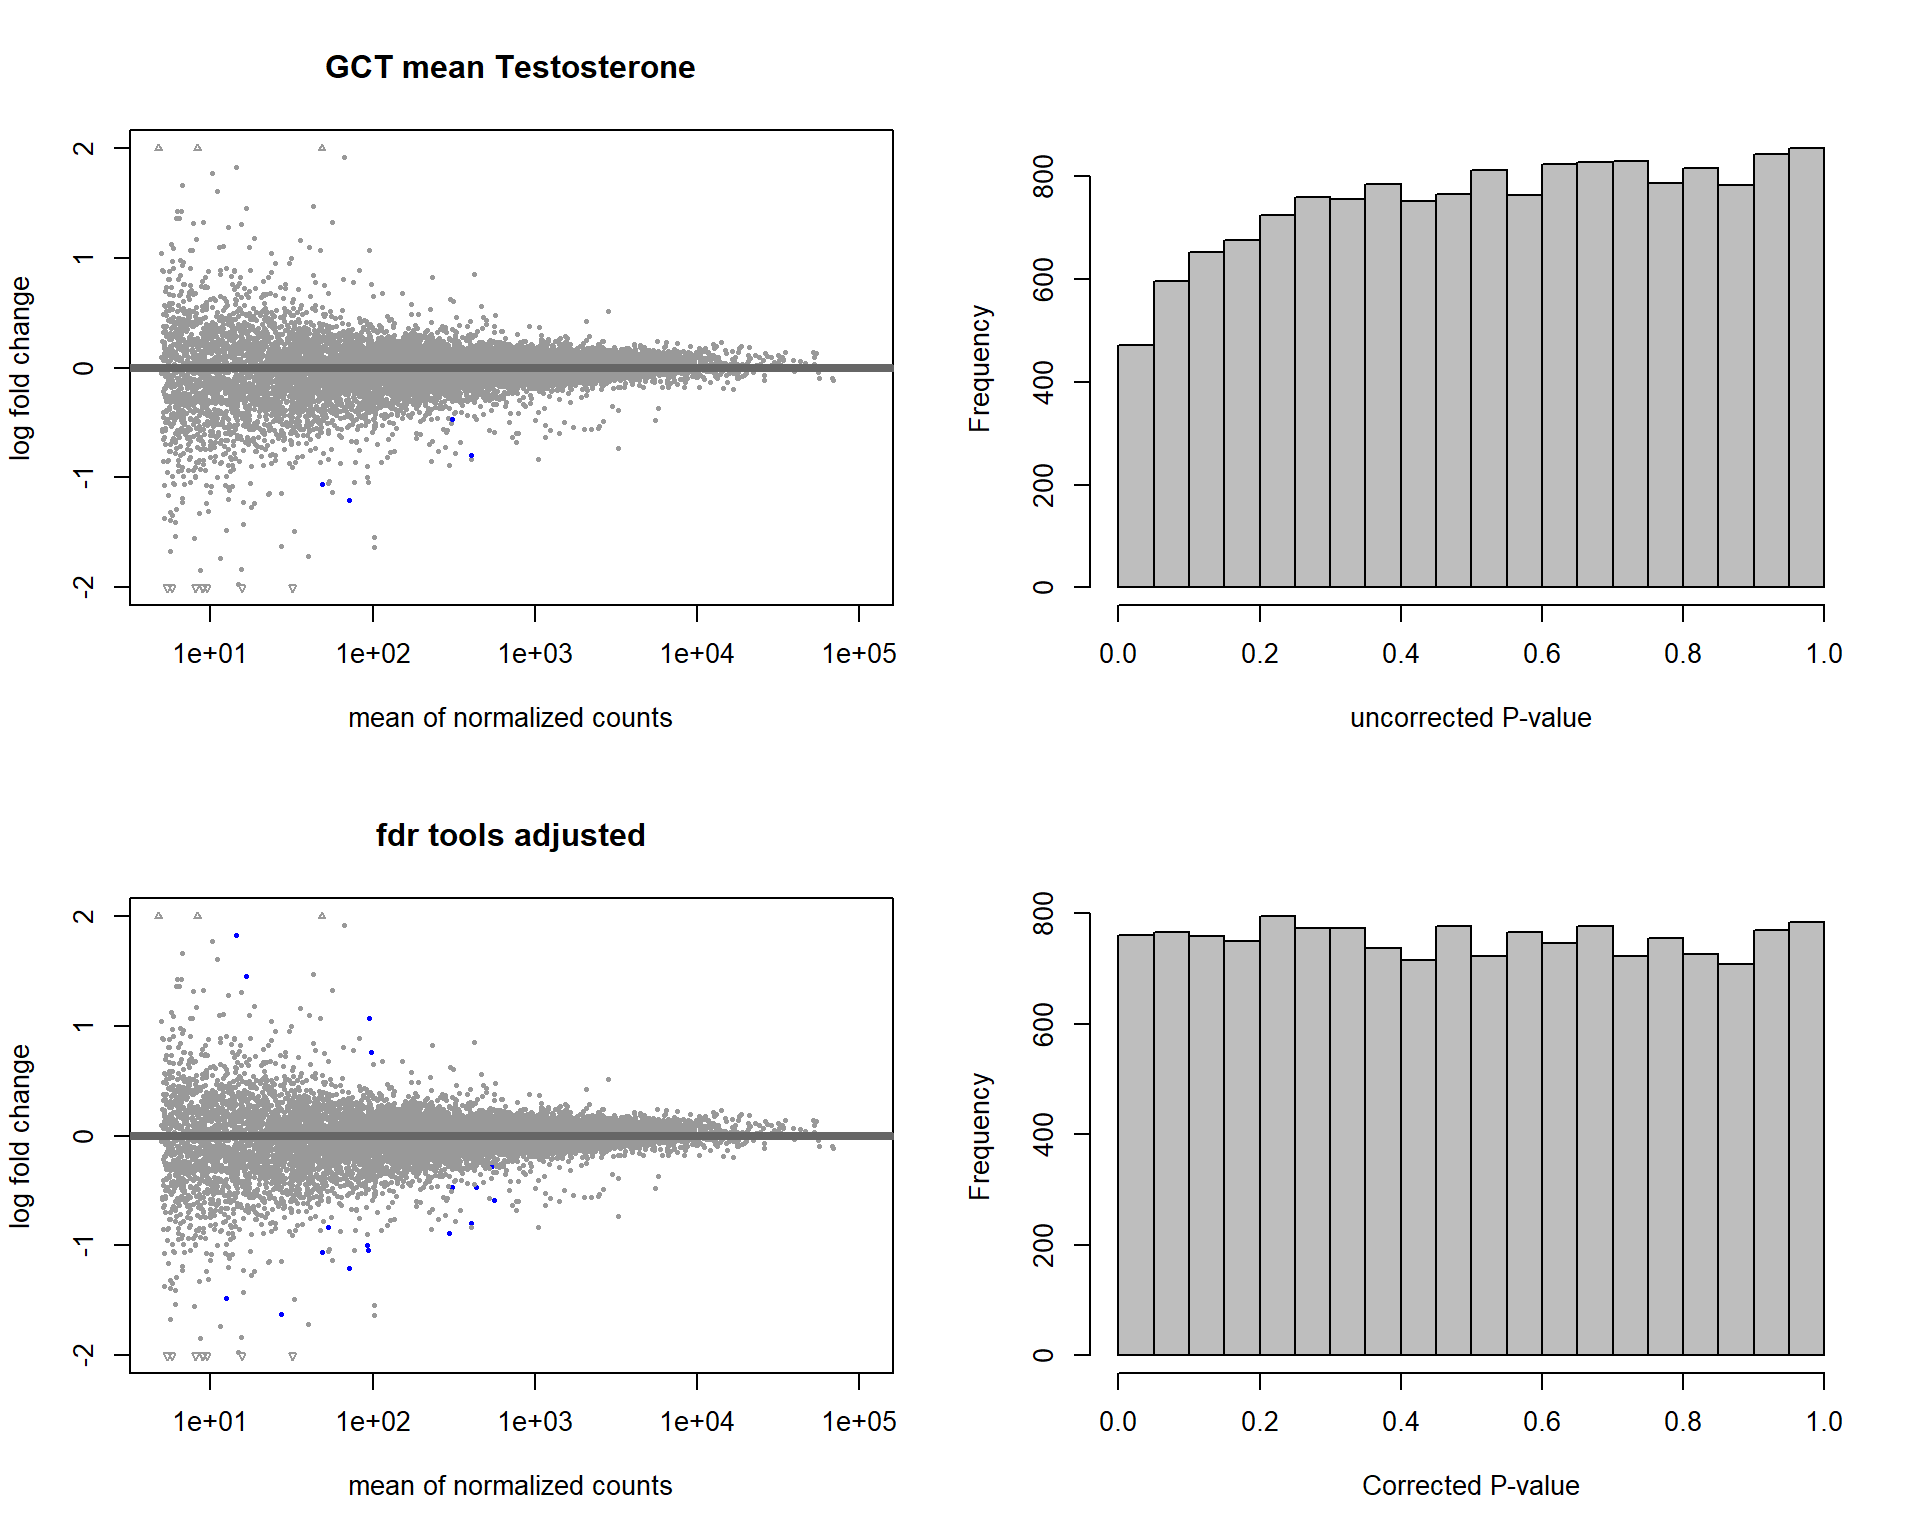 GCT mean Testosterone
log fold change
2
1
0
-1
-2
1e+01 1e+02 1e+03 1e+04 1e+05
mean of normalized counts
Frequency
800
600
400
200
0
0.0 0.2 0.4 0.6 0.8 1.0
uncorrected P-value
fdr tools adjusted
log fold change
2
1
0
-1
-2
1e+01 1e+02 1e+03 1e+04 1e+05
mean of normalized counts
Frequency
800
600
400
200
0
0.0 0.2 0.4 0.6 0.8 1.0
Corrected P-value